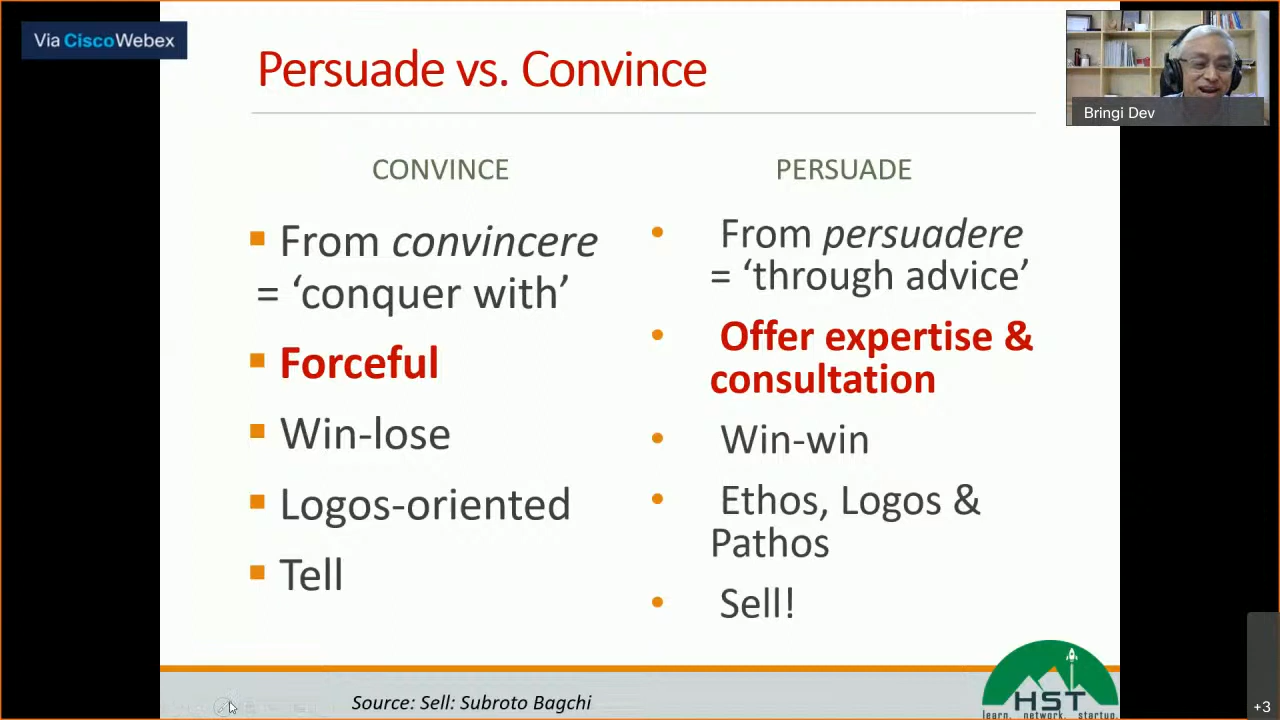 Via CiscoWebex
Persuade vs. Convince
Bringi Dev
CONVINCE
From convincere
= ‘conquer with’
Forceful
Win-lose
Logos-oriented
Tell
PERSUADE
From persuadere
= ‘through advice’
Offer expertise &
consultation
Win-win
Ethos, Logos &
Pathos
Sell!
Source: Sell: Subroto Bagchi
HST
learn. network. startup.
+3